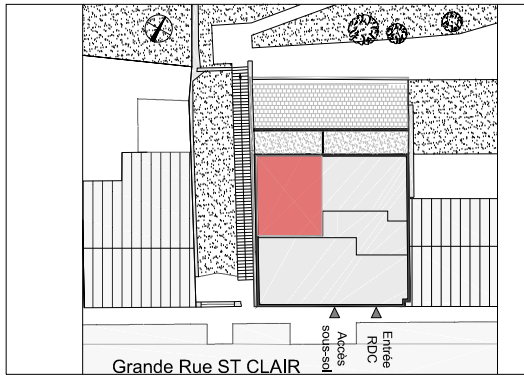 Grande Rue ST CLAIR
Accès
sous-sol
Entrée
RDC